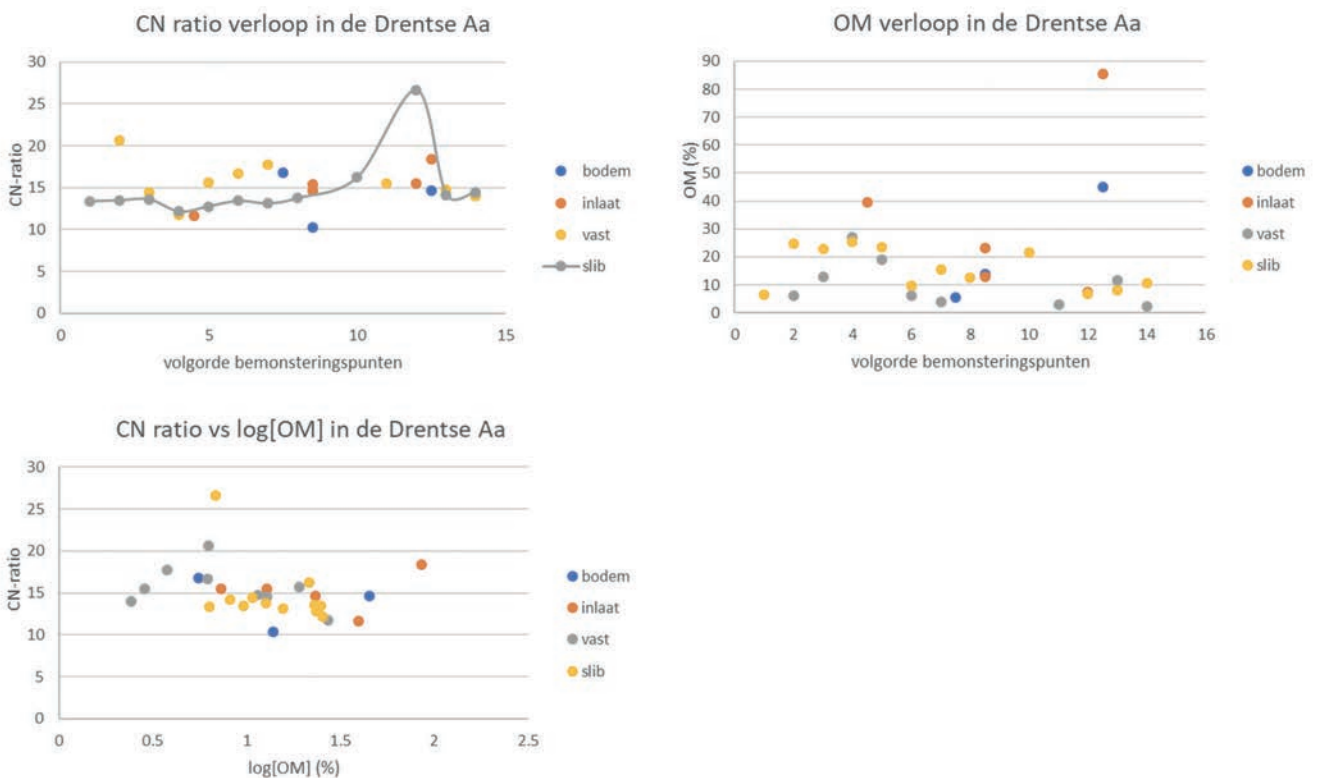 CN ratio verloop in de Drentse Aa
30
25
20
15
10
5
0
CN-ratio
0 5 10 15
volgorde bemonsteringspunten
bodem
inlaat
vast
slib
OM verloop in de Drentse Aa
90
80
70
60
50
40
30
20
10
0
OM (%)
0 2 4 6 8 10 12 14 16
volgorde bemonsteringspunten
bodem
inlaat
vast
slib
CN ratio vs log[OM] in de Drentse Aa
30
25
20
15
10
5
0
CN-ratio
0 0.5 1 1.5 2 2.5
log[OM] (%)
bodem
inlaat
vast
slib